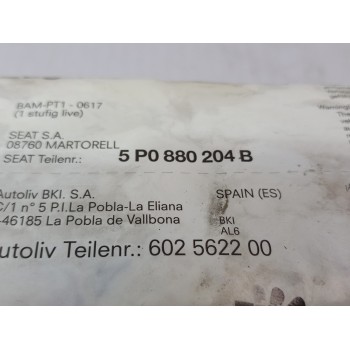 BAM-PT1 - 0617
(1 stufig live)
SEAT S.A.
08760 MARTORELL
SEAT Teilenr.: 5 P0 880 204 B
Autoliv BKI. S.A. SPAIN (ES)
C/1 n° 5 P.I.La Pobla-La Eliana
-46185 La Pobla de Vallbona
BKI
AL6
utoliv Teilenr.: 602 5622 00